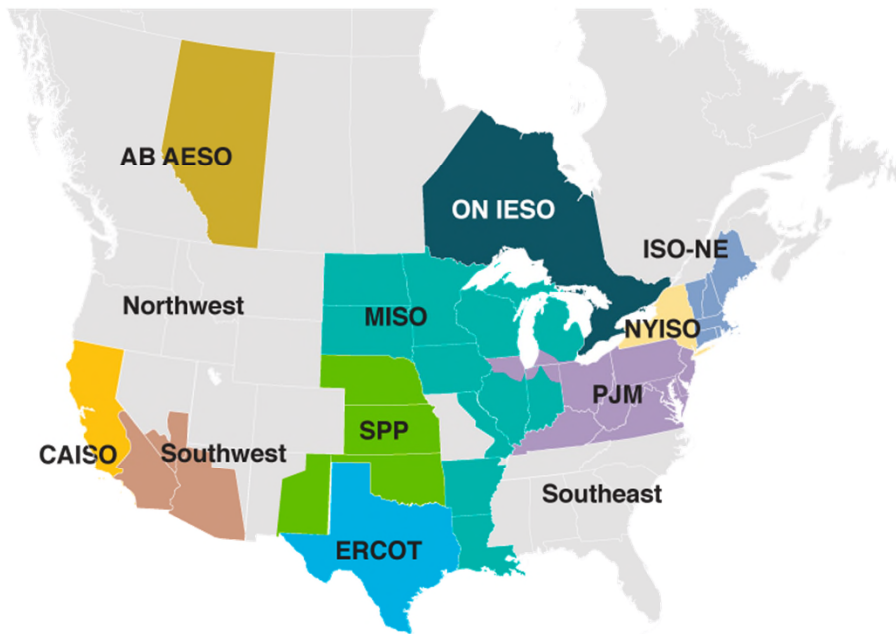 AB AESO
ON IESO
ISO-NE
Northwest
MISO
NYISO
PJM
SPP
CAISO
Southwest
Southeast
ERCOT